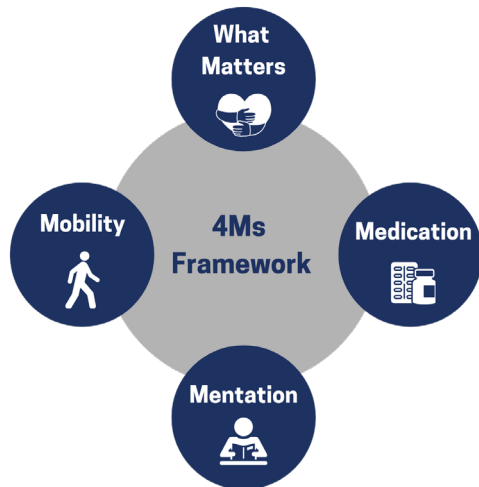 What
Matters
Mobility
4Ms
Framework
Medication
Mentation